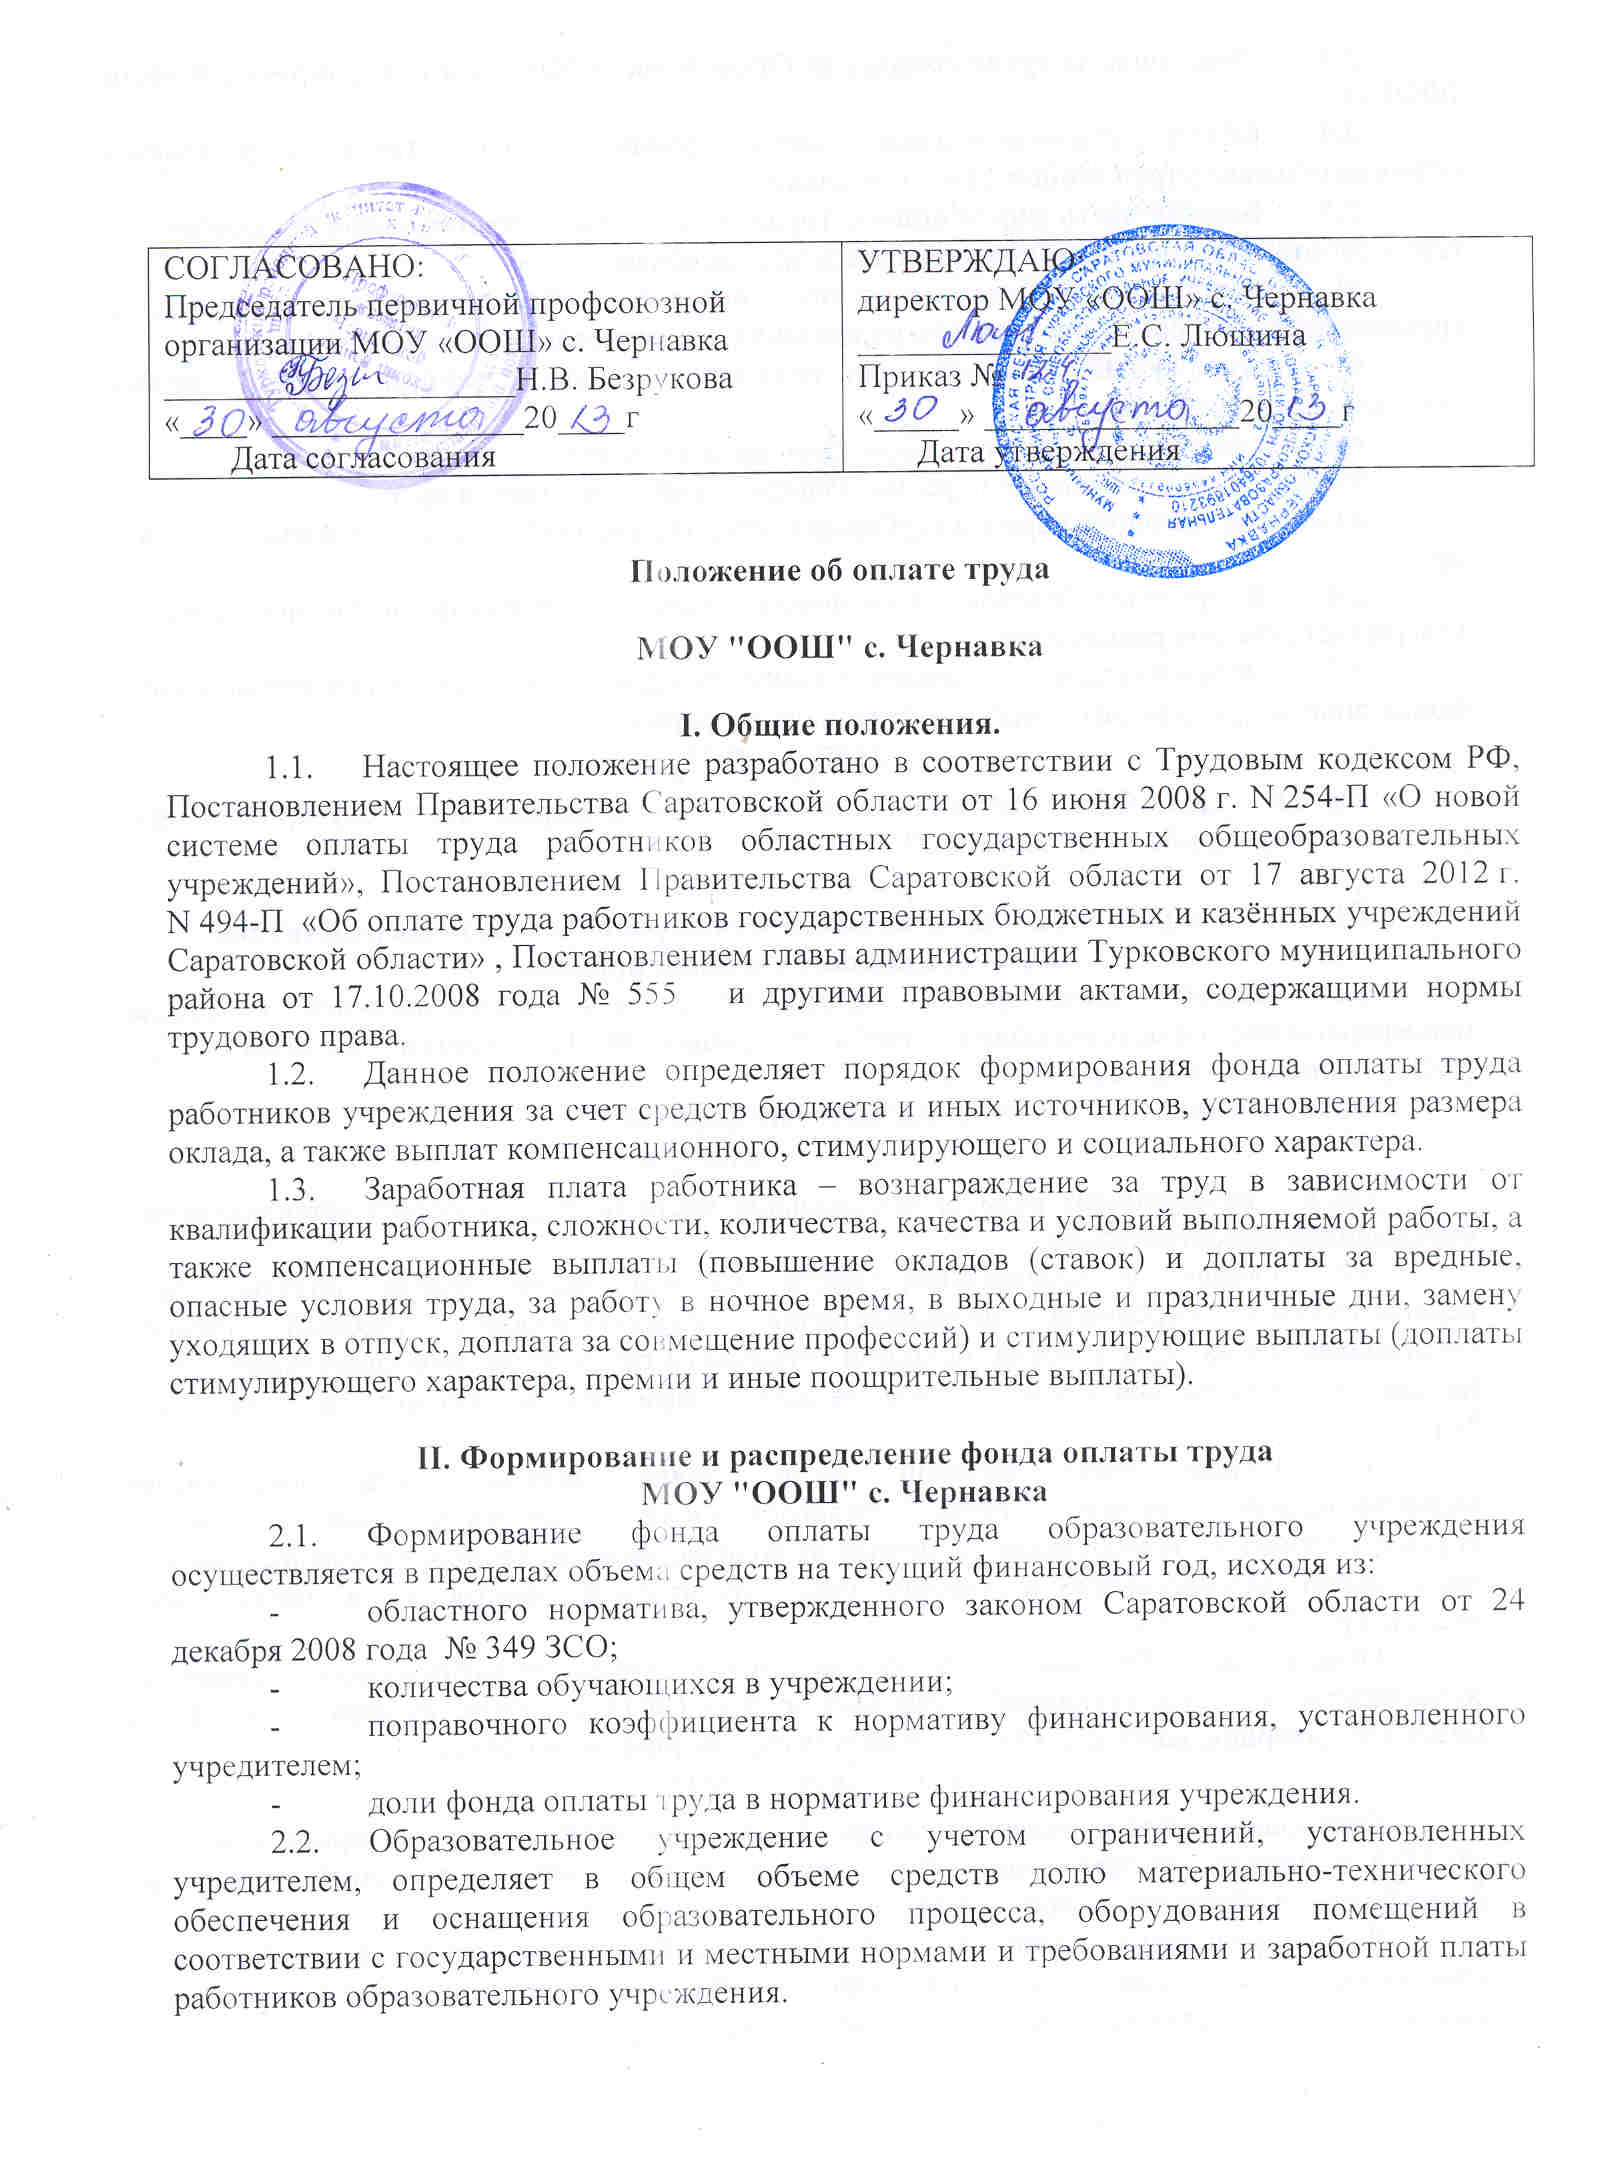 СОГЛАСОВАНО:
Председатель первичной профсоюзной
организации МОУ «ООШ» с. Чернавка
Н.В. Безрукова
«30» августа 2013 г
Дата согласования
УТВЕРЖДАЮ:
директор МОУ «ООШ» с. Чернавка
Е.С. Люшина
Приказ №
«30» августа 2013 г
Дата утверждения
Положение об оплате труда
МОУ "ООШ" с. Чернавка
I. Общие положения.
1.1. Настоящее положение разработано в соответствии с Трудовым кодексом РФ,
Постановлением Правительства Саратовской области от 16 июня 2008 г. N 254-П «О новой
системе оплаты труда работников областных государственных общеобразовательных
учреждений», Постановлением Правительства Саратовской области от 17 августа 2012 г.
N 494-П «Об оплате труда работников государственных бюджетных и казённых учреждений
Саратовской области» , Постановлением главы администрации Турковского муниципального
района от 17.10.2008 года № 555 и другими правовыми актами, содержащими нормы
трудового права.
1.2. Данное положение определяет порядок формирования фонда оплаты труда
работников учреждения за счет средств бюджета и иных источников, установления размера
оклада, а также выплат компенсационного, стимулирующего и социального характера.
1.3. Заработная плата работника – вознаграждение за труд в зависимости от
квалификации работника, сложности, количества, качества и условий выполняемой работы, а
также компенсационные выплаты (повышение окладов (ставок) и доплаты за вредные,
опасные условия труда, за работу в ночное время, в выходные и праздничные дни, замену
уходящих в отпуск, доплата за совмещение профессий) и стимулирующие выплаты (доплаты
стимулирующего характера, премии и иные поощрительные выплаты).
II. Формирование и распределение фонда оплаты труда
МОУ "ООШ" с. Чернавка
2.1. Формирование фонда оплаты труда образовательного учреждения
осуществляется в пределах объема средств на текущий финансовый год, исходя из:
- областного норматива, утвержденного законом Саратовской области от 24
декабря 2008 года № 349 ЗСО;
- количества обучающихся в учреждении;
- поправочного коэффициента к нормативу финансирования, установленного
учредителем;
- доли фонда оплаты труда в нормативе финансирования учреждения.
2.2. Образовательное учреждение с учетом ограничений, установленных
учредителем, определяет в общем объеме средств долю материально-технического
обеспечения и оснащения образовательного процесса, оборудования помещений в
соответствии с государственными и местными нормами и требованиями и заработной платы
работников образовательного учреждения.